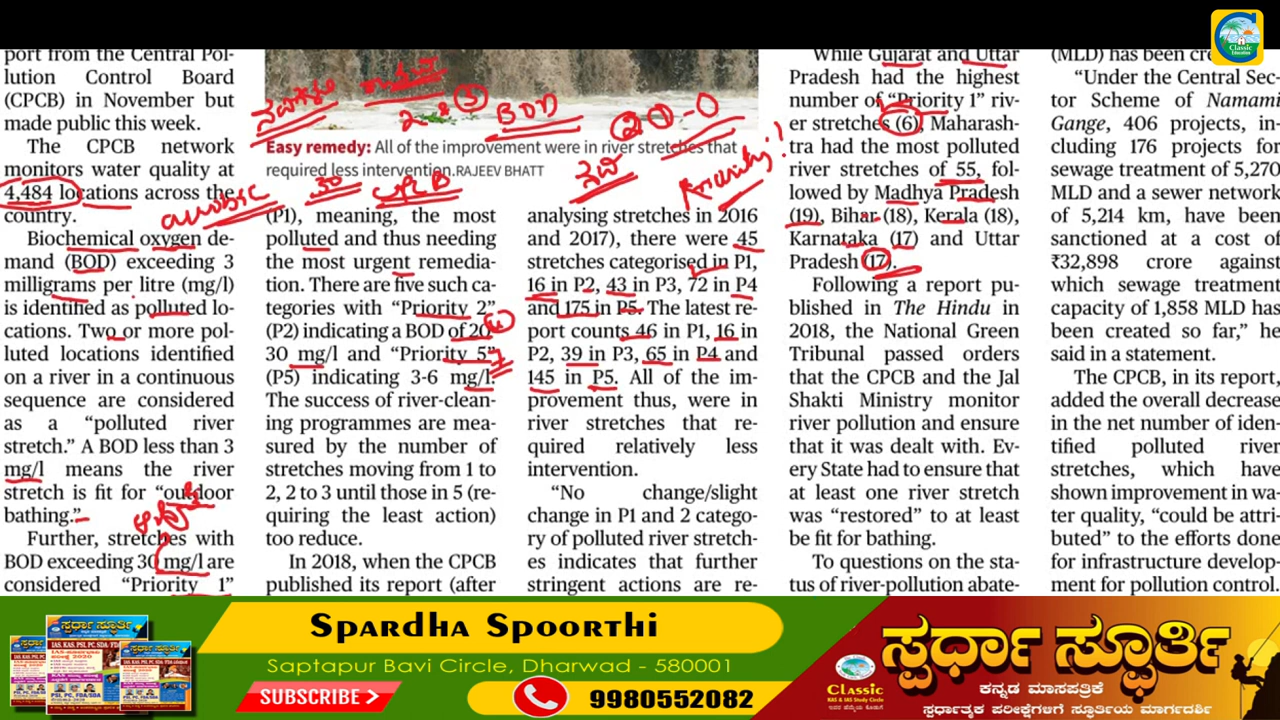 port from the Central Pol-
lution Control Board
(CPCB) in November but
made public this week.
The CPCB network
monitors water quality at
4,484 locations across the
country.
Biochemical oxygen de-
mand (BOD) exceeding 3
milligrams per litre (mg/l)
is identified as polluted lo-
cations. Two or more pol-
luted locations identified
on a river in a continuous
sequence are considered
as a “polluted river
stretch.” A BOD less than 3
mg/l means the river
stretch is fit for “outdoor
bathing.”
Further, stretches with
BOD exceeding 30 mg/l are
considered “Priority 1”
BOD
Easy remedy: All of the improvement were in river stretches that
required less intervention. RAJEEV BHATT
30
CPCB
aerobic
Priority!
(P1), meaning, the most
polluted and thus needing
the most urgent remedia-
tion. There are five such ca-
tegories with “Priority 2”
(P2) indicating a BOD of 20-
30 mg/l and “Priority 5”
(P5) indicating 3-6 mg/l.
The success of river-clean-
ing programmes are mea-
sured by the number of
stretches moving from 1 to
2, 2 to 3 until those in 5 (re-
quiring the least action)
too reduce.
In 2018, when the CPCB
published its report (after
analysing stretches in 2016
and 2017), there were 45
stretches categorised in P1,
16 in P2, 43 in P3, 72 in P4
and 175 in P5. The latest re-
port counts 46 in P1, 16 in
P2, 39 in P3, 65 in P4 and
145 in P5. All of the im-
provement thus, were in
river stretches that re-
quired relatively less
intervention.
“No change/slight
change in P1 and 2 catego-
ry of polluted river stretch-
es indicates that further
stringent actions are re-
While Gujarat and Uttar
Pradesh had the highest
number of “Priority 1” riv-
er stretches (6), Maharash-
tra had the most polluted
river stretches of 55, fol-
lowed by Madhya Pradesh
(19), Bihar (18), Kerala (18),
Karnataka (17) and Uttar
Pradesh (17).
Following a report pu-
blished in The Hindu in
2018, the National Green
Tribunal passed orders
that the CPCB and the Jal
Shakti Ministry monitor
river pollution and ensure
that it was dealt with. Ev-
ery State had to ensure that
at least one river stretch
was “restored” to at least
be fit for bathing.
To questions on the sta-
tus of river-pollution abate-
(MLD) has been
“Under the Central Sec-
tor Scheme of Namami
Gange, 406 projects, in-
cluding 176 projects for
sewage treatment of 5,270
MLD and a sewer network
of 5,214 km, have been
sanctioned at a cost of
₹32,898 crore against
which sewage treatment
capacity of 1,858 MLD has
been created so far,” he
said in a statement.
The CPCB, in its report,
added the overall decrease
in the net number of iden-
tified polluted river
stretches, which have
shown improvement in wa-
ter quality, “could be attri-
buted” to the efforts done
for infrastructure develop-
ment for pollution control.
Classic
Education
ಸ್ಪರ್ಧಾ ಸ್ಪೂರ್ತಿ
Spardha Spoorthi
Saptapur Bavi Circle Dharwad - 580001
SUBSCRIBE
9980552082
CLASSIC
KAS & IAS Study Circle
ಸ್ಪರ್ಧಾ ಸ್ಪೂರ್ತಿ
ಕನ್ನಡ ಮಾಸಪತ್ರಿಕೆ
ಸ್ಪರ್ಧಾತ್ಮಕ ಪರೀಕ್ಷೆಗಳಿಗೆ ಸ್ಫೂರ್ತಿಯ ಮಾರ್ಗದರ್ಶಿ